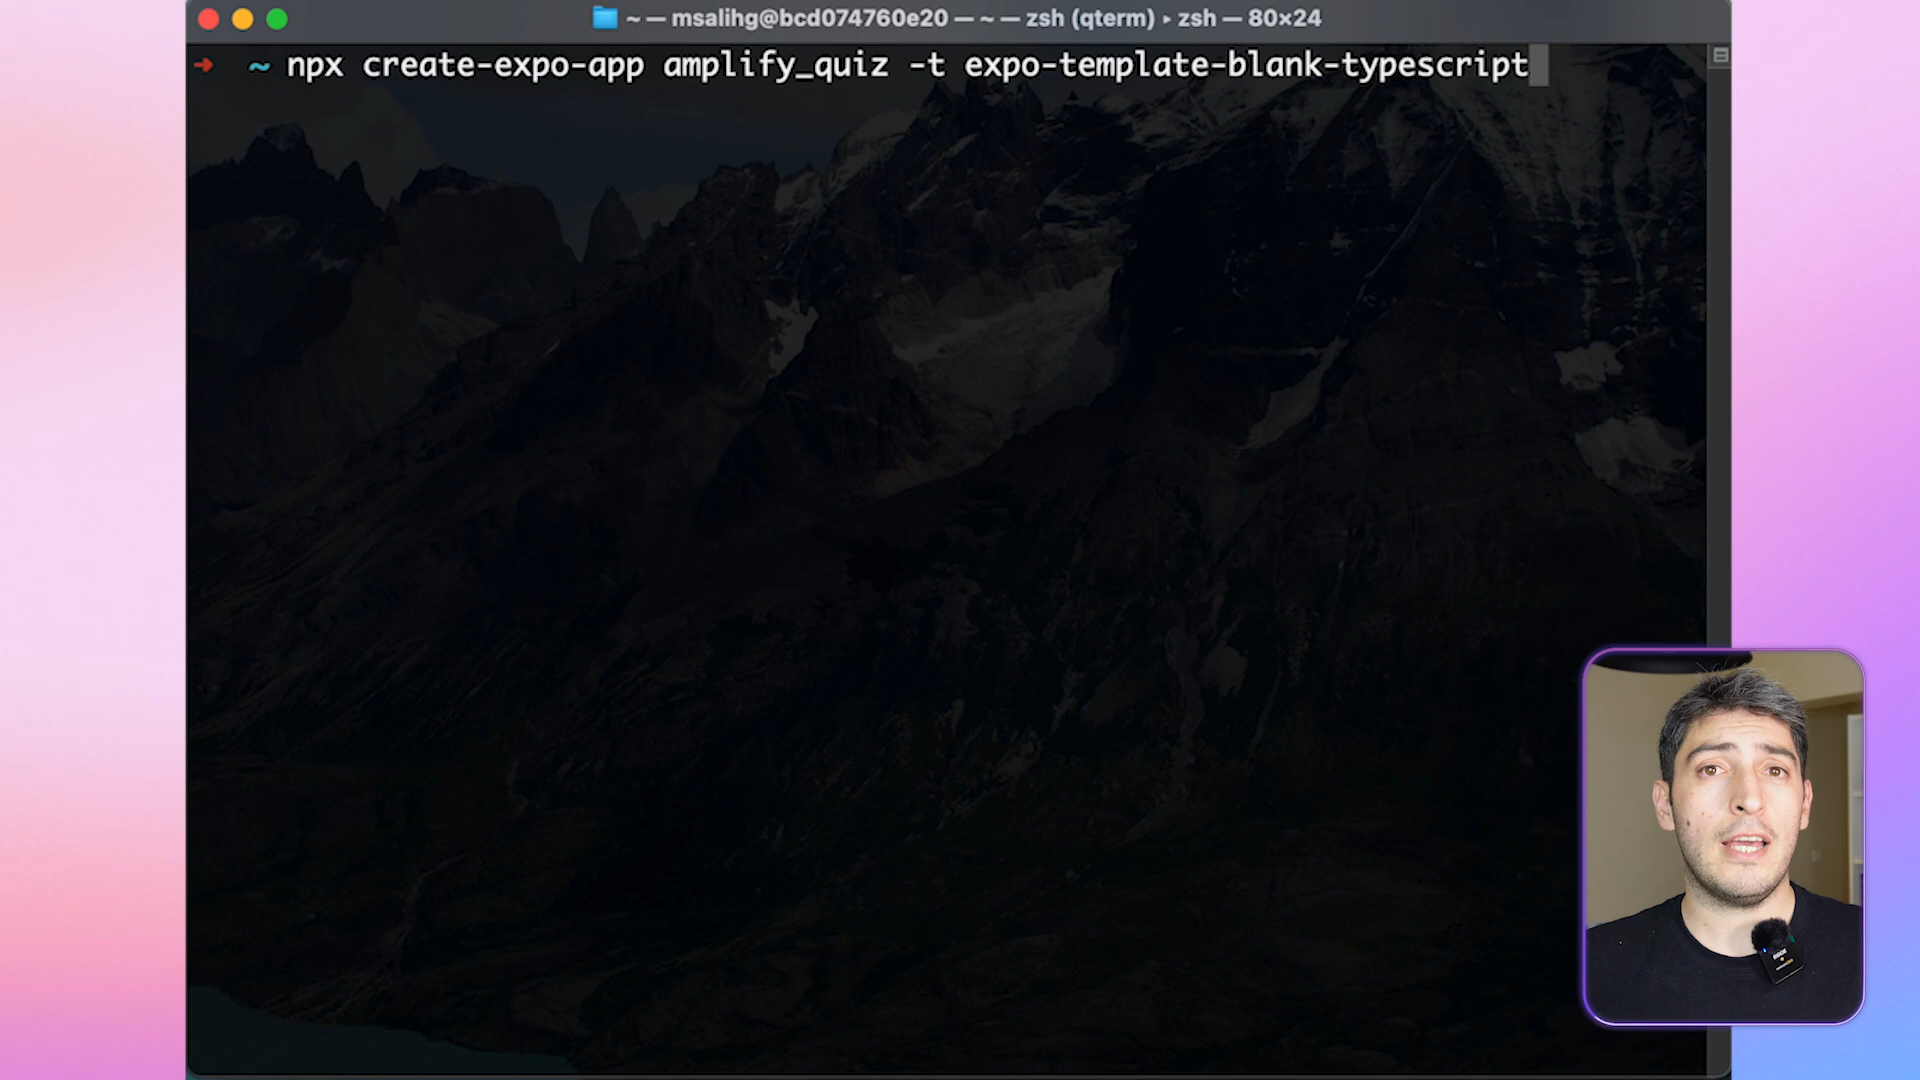 ~ — msalihg@bcd074760e20 — ~ — zsh (qterm) ▸ zsh — 80×24
➜ ~ npx create-expo-app amplify_quiz -t expo-template-blank-typescript